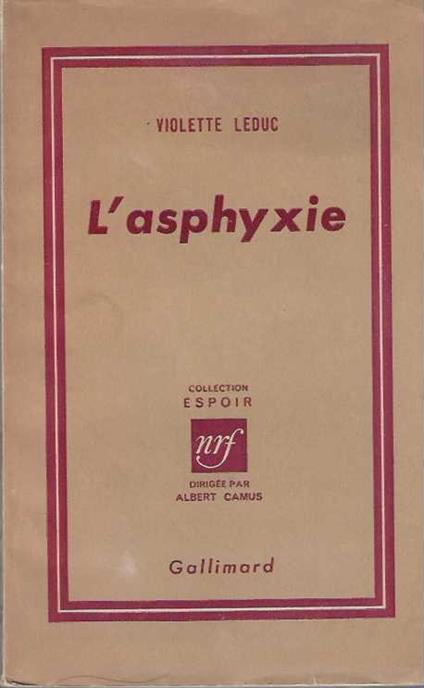 VIOLETTE LEDUC
L'asphyxie
COLLECTION
ESPOIR
nrf
DIRIGÉE PAR
ALBERT CAMUS
Gallimard